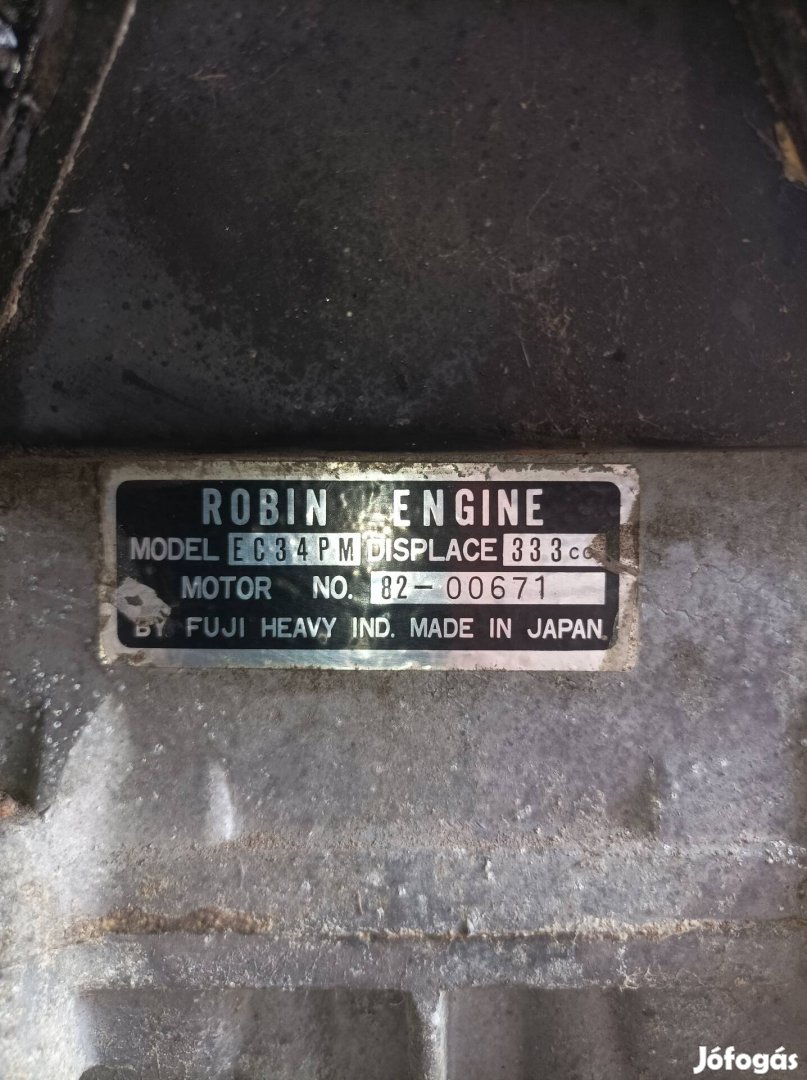 ROBIN ENGINE
MODEL EC34PM DISPLACE 333cc
MOTOR NO. 82-00671
BY FUJI HEAVY IND. MADE IN JAPAN
Jófogás